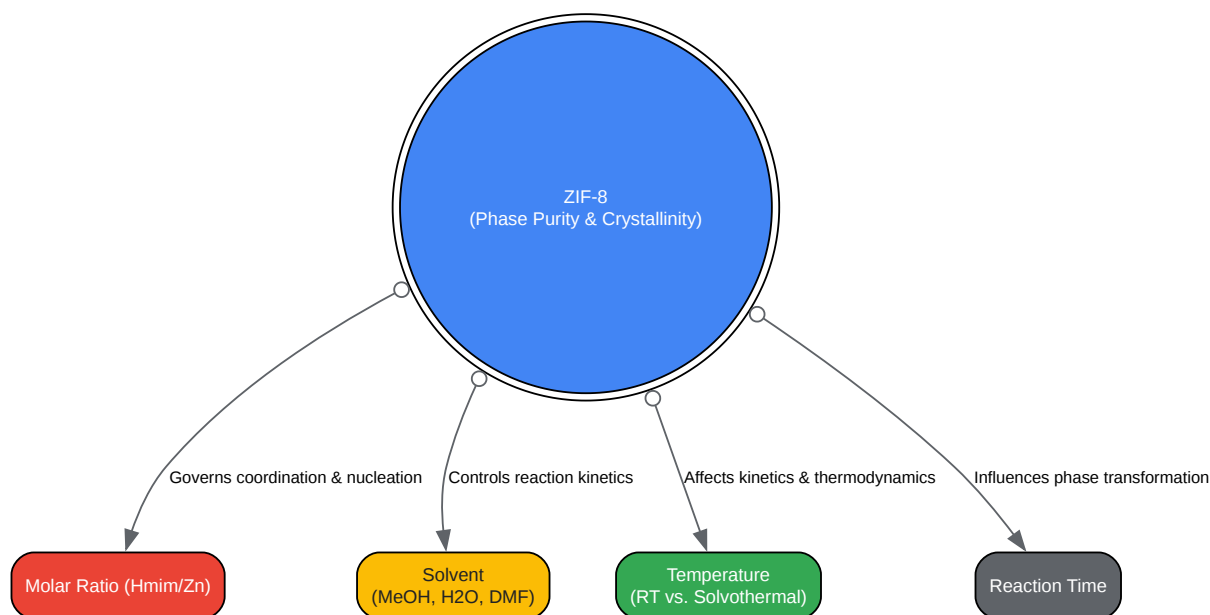 ZIF-8
(Phase Purity & Crystallinity)
Governs coordination & nucleation
Controls reaction kinetics
Affects kinetics & thermodynamics
Influences phase transformation
Molar Ratio (Hmim/Zn)
Solvent
(MeOH, H2O, DMF)
Temperature
(RT vs. Solvothermal)
Reaction Time